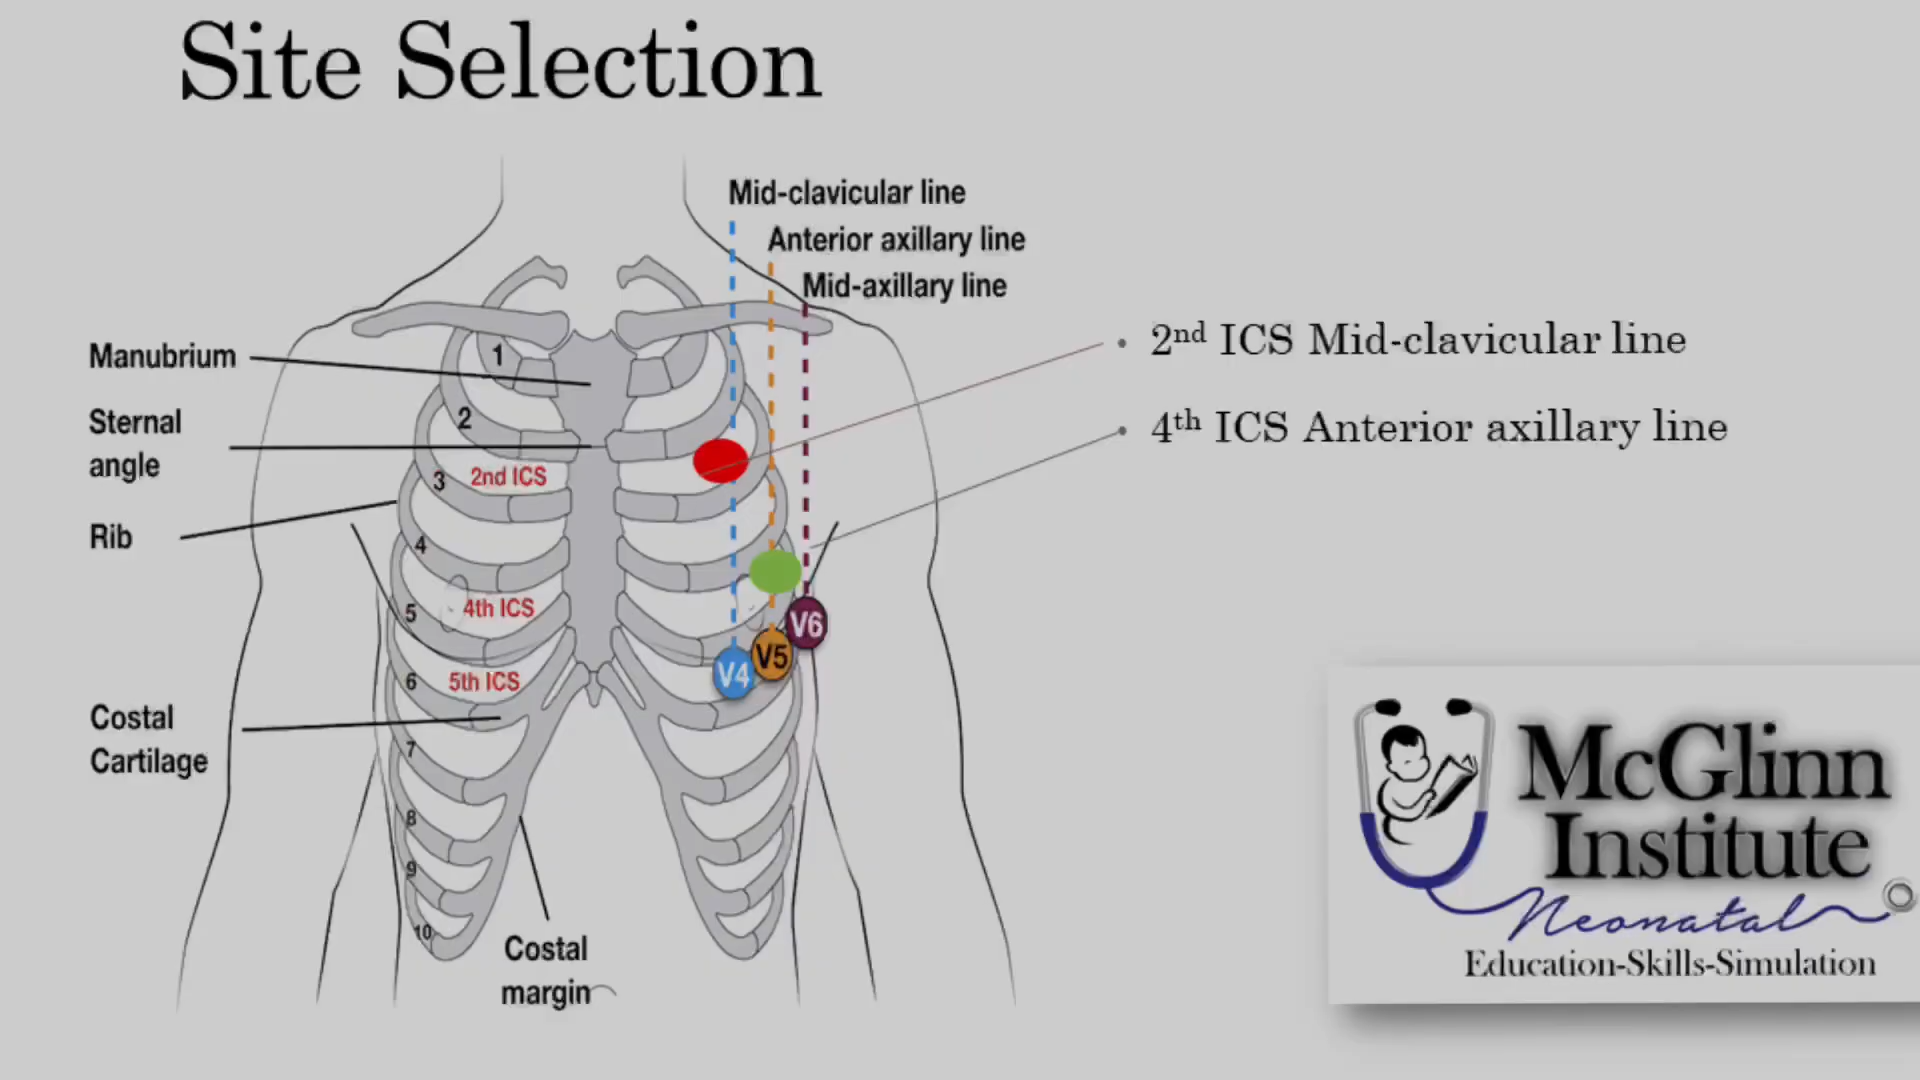 Site Selection
Mid-clavicular line
Anterior axillary line
Mid-axillary line
Manubrium
Sternal
angle
Rib
Costal
Cartilage
Costal
margin
1
2
3
4
5
6
7
8
9
10
2nd ICS
4th ICS
5th ICS
V4
V5
V6
• 2nd ICS Mid-clavicular line
• 4th ICS Anterior axillary line
McGlinn
Institute
Neonatal
Education-Skills-Simulation